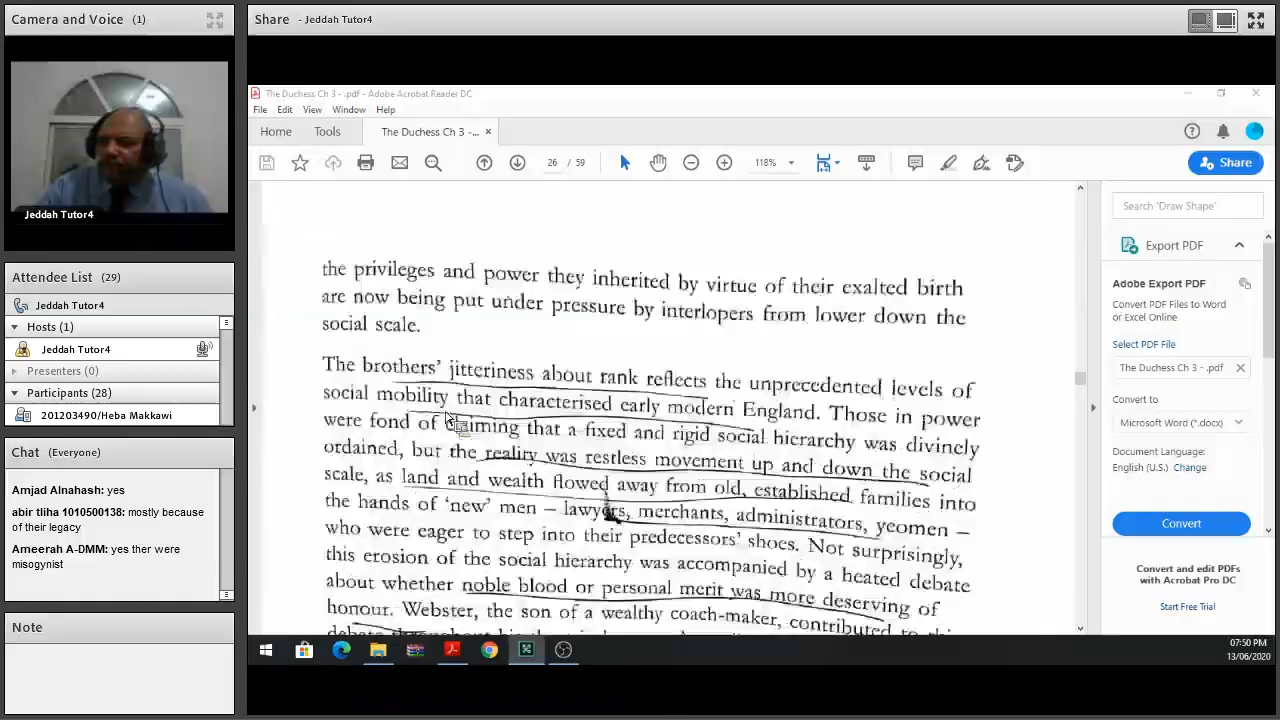 Camera and Voice (1)
Jeddah Tutor4
Attendee List (29)
Jeddah Tutor4
Hosts (1)
Jeddah Tutor4
Presenters (0)
Participants (28)
201203490/Heba Makkawi
Chat (Everyone)
Amjad Alnahash: yes
abir tliha 1010500138: mostly because
of their legacy
Ameerah A-DMM: yes ther were
misogynist
Note
Share - Jeddah Tutor4
The Duchess Ch 3 - .pdf - Adobe Acrobat Reader DC
File Edit View Window Help
Home Tools The Duchess Ch 3 -... ×
26 / 59 118% Share
the privileges and power they inherited by virtue of their exalted birth
are now being put under pressure by interlopers from lower down the
social scale.
The brothers' jitteriness about rank reflects the unprecedented levels of
social mobility that characterised early modern England. Those in power
were fond of claiming that a fixed and rigid social hierarchy was divinely
ordained, but the reality was restless movement up and down the social
scale, as land and wealth flowed away from old, established families into
the hands of 'new' men – lawyers, merchants, administrators, yeomen –
who were eager to step into their predecessors' shoes. Not surprisingly,
this erosion of the social hierarchy was accompanied by a heated debate
about whether noble blood or personal merit was more deserving of
honour. Webster, the son of a wealthy coach-maker, contributed to this
Search 'Draw Shape'
Export PDF
Adobe Export PDF
Convert PDF Files to Word
or Excel Online
Select PDF File
The Duchess Ch 3 - .pdf
Convert to
Microsoft Word (*.docx)
Document Language:
English (U.S.) Change
Convert
Convert and edit PDFs
with Acrobat Pro DC
Start Free Trial
07:50 PM
13/06/2020